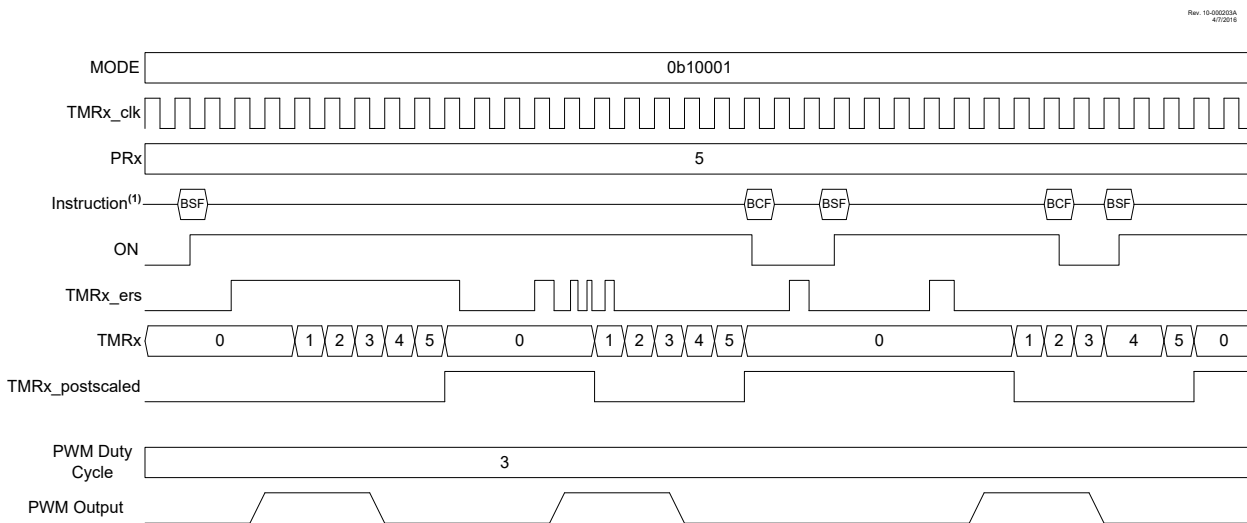 Rev. 10-000203A
4/7/2016
MODE 0b10001
TMRx_clk
PRx 5
Instruction(1) BSF BCF BSF BCF BSF
ON
TMRx_ers
TMRx 0 1 2 3 4 5 0 1 2 3 4 5 0 1 2 3 4 5 0
TMRx_postscaled
PWM Duty
Cycle 3
PWM Output